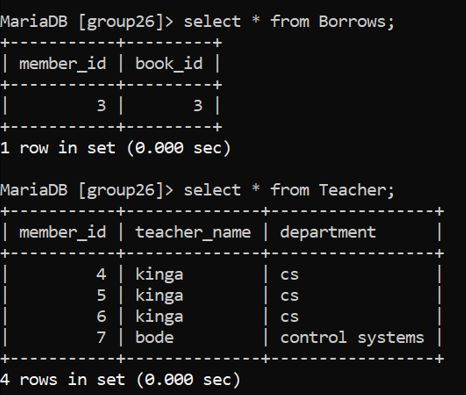 MariaDB [group26]> select * from Borrows;
+-----------+---------+
| member_id | book_id |
+-----------+---------+
|         3 |       3 |
+-----------+---------+
1 row in set (0.000 sec)

MariaDB [group26]> select * from Teacher;
+-----------+--------------+-----------------+
| member_id | teacher_name | department      |
+-----------+--------------+-----------------+
|         4 | kinga        | cs              |
|         5 | kinga        | cs              |
|         6 | kinga        | cs              |
|         7 | bode         | control systems |
+-----------+--------------+-----------------+
4 rows in set (0.000 sec)